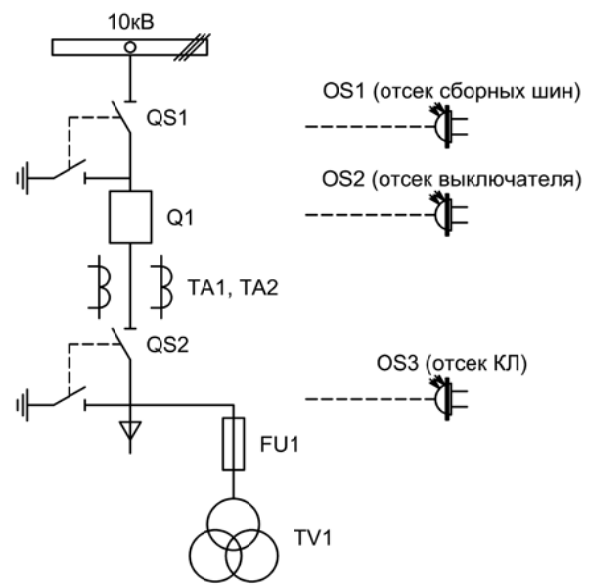 10кВ
OS1 (отсек сборных шин)
QS1
OS2 (отсек выключателя)
Q1
TA1, TA2
QS2
OS3 (отсек КЛ)
FU1
TV1